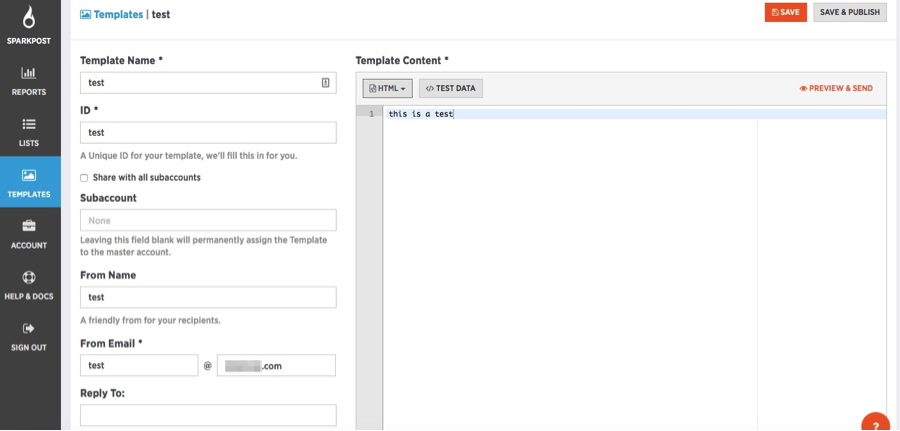 SPARKPOST
REPORTS
LISTS
TEMPLATES
ACCOUNT
HELP & DOCS
SIGN OUT
Templates | test
SAVE
SAVE & PUBLISH
Template Name *
test
ID *
test
A Unique ID for your template, we'll fill this in for you.
Share with all subaccounts
Subaccount
None
Leaving this field blank will permanently assign the Template
to the master account.
From Name
test
A friendly from for your recipients.
From Email *
test
@
.com
Reply To:
Template Content *
HTML
</> TEST DATA
PREVIEW & SEND
1
this is a test
?